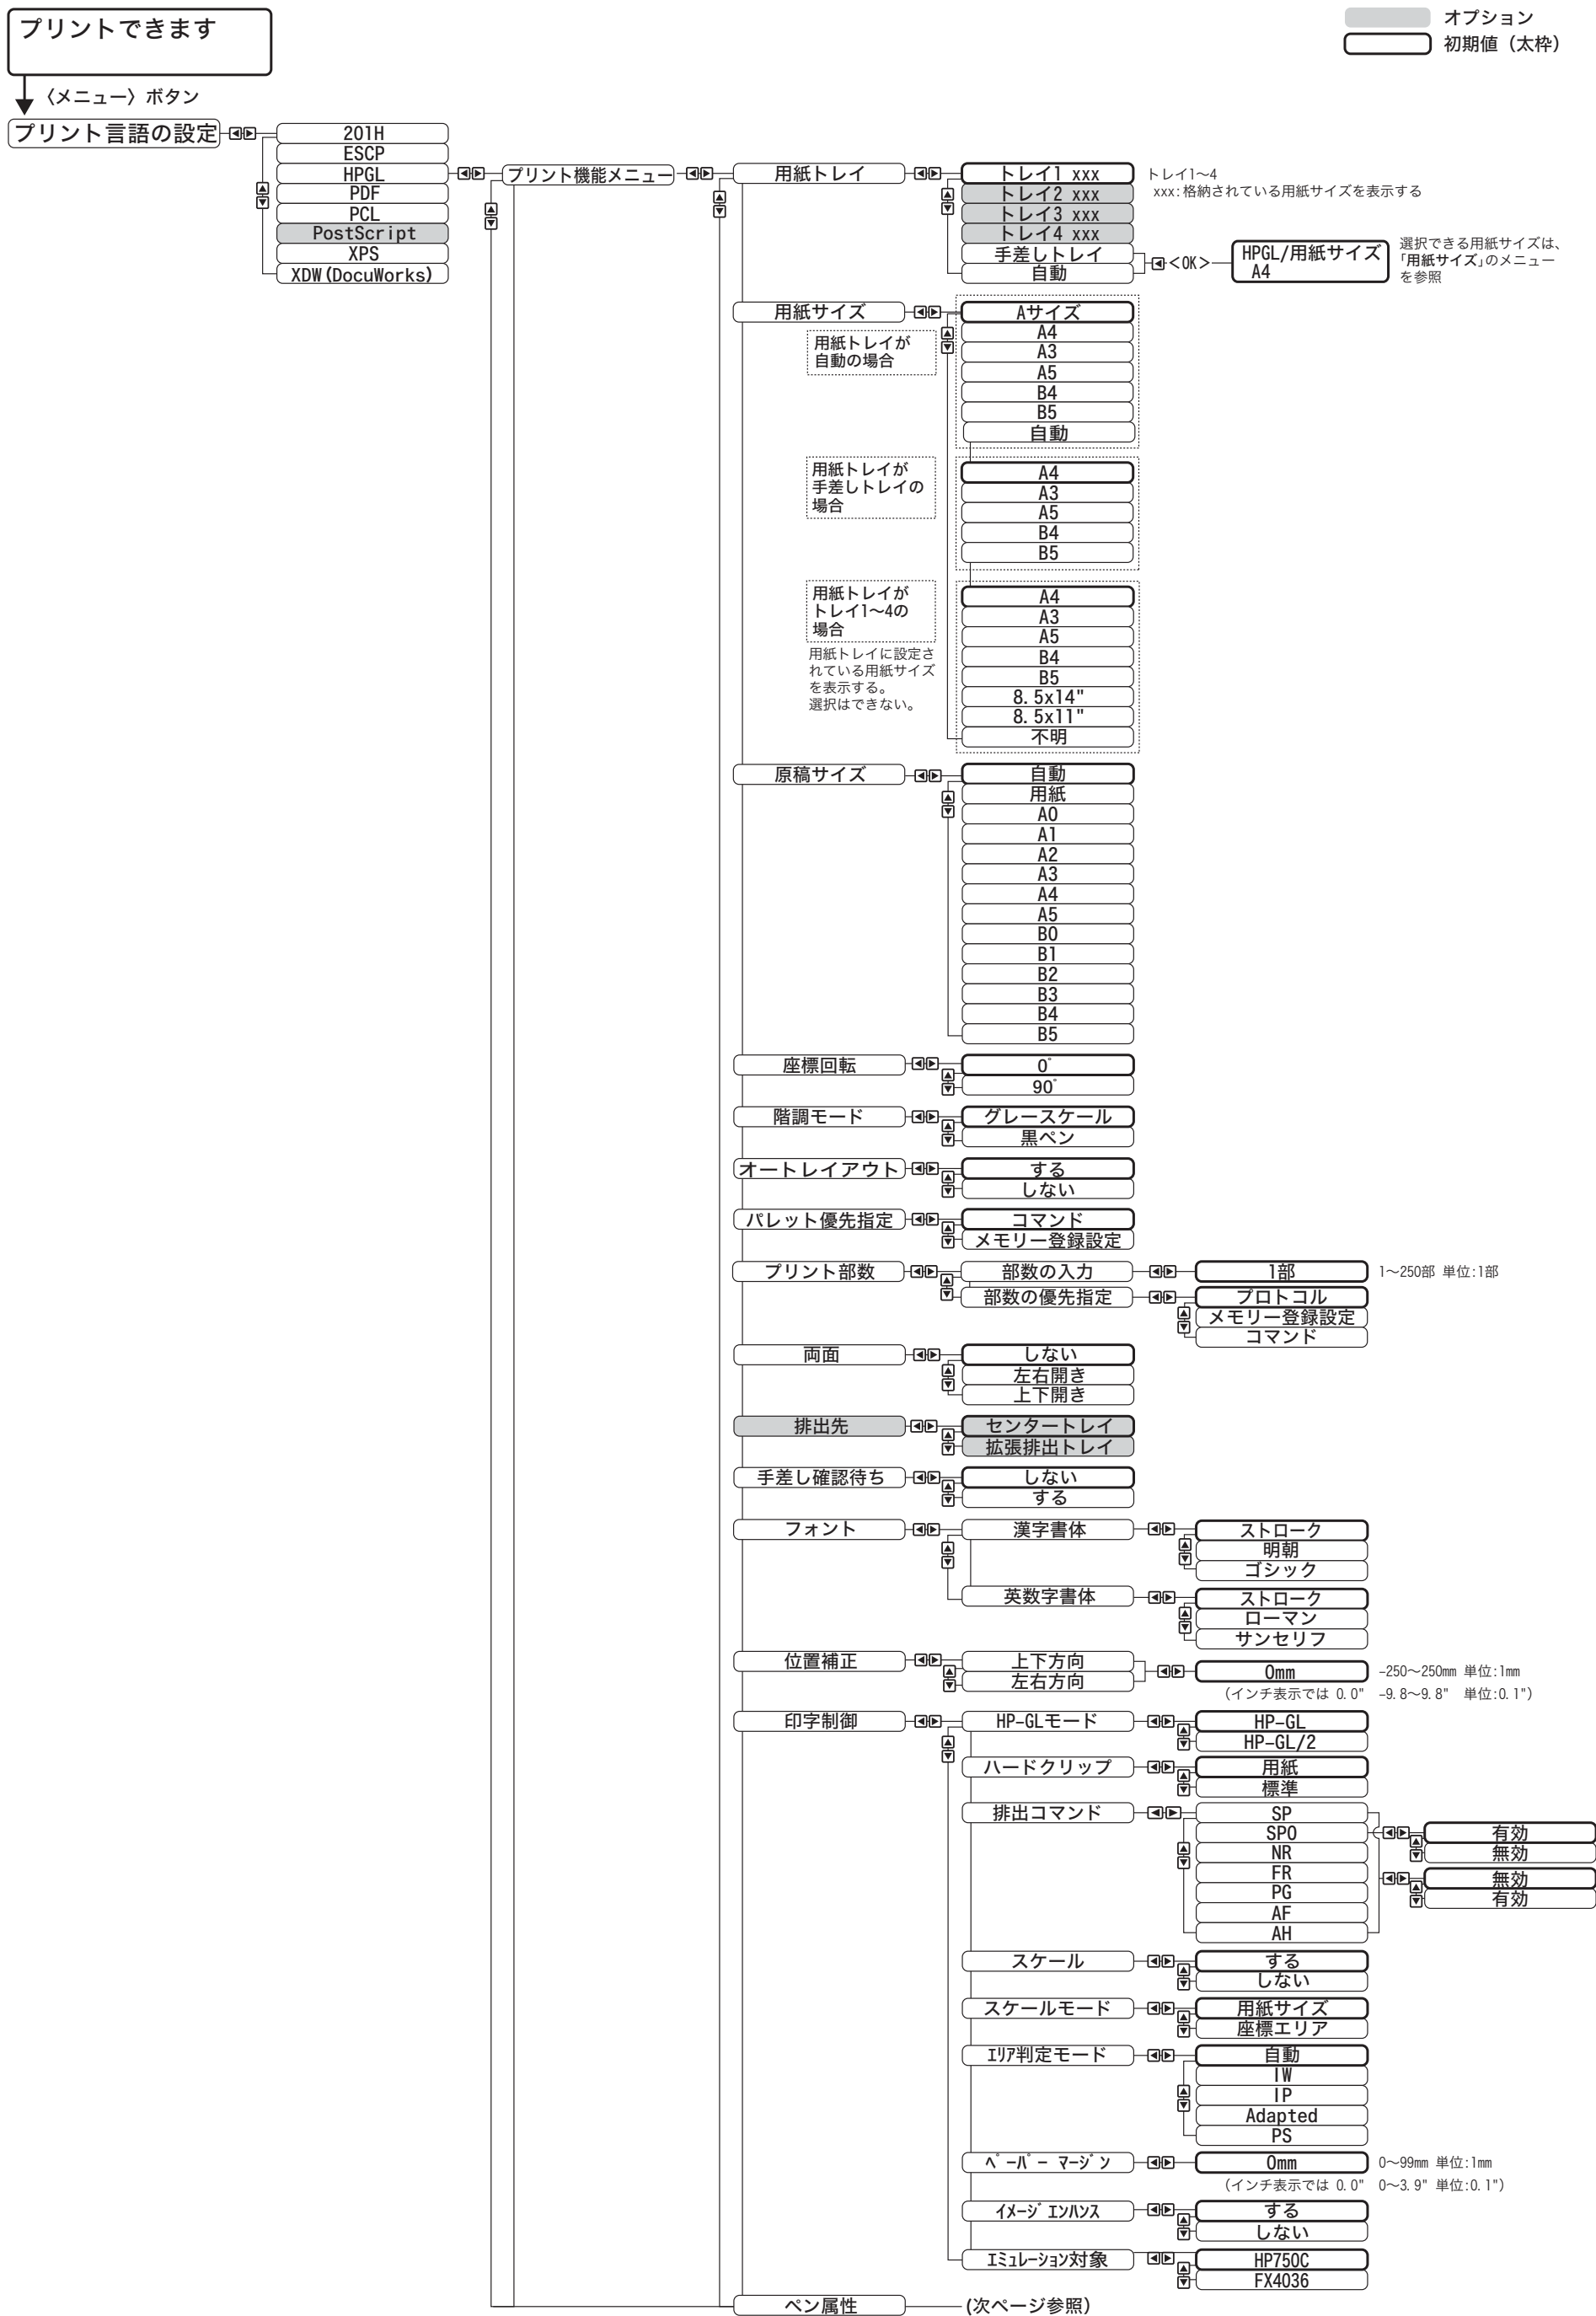 プリントできます
オプション
初期値（太枠）
〈メニュー〉ボタン
プリント言語の設定
201H
ESCP
HPGL
PDF
PCL
PostScript
XPS
XDW(DocuWorks)
プリント機能メニュー
用紙トレイ
トレイ1 xxx
トレイ2 xxx
トレイ3 xxx
トレイ4 xxx
手差しトレイ
自動
トレイ1～4
xxx:格納されている用紙サイズを表示する
<OK>
HPGL/用紙サイズ
A4
選択できる用紙サイズは、
「用紙サイズ」のメニュー
を参照
用紙サイズ
用紙トレイが
自動の場合
Aサイズ
A4
A3
A5
B4
B5
自動
用紙トレイが
手差しトレイの
場合
A4
A3
A5
B4
B5
用紙トレイが
トレイ1～4の
場合
用紙トレイに設定さ
れている用紙サイズ
を表示する。
選択はできない。
A4
A3
A5
B4
B5
8.5x14"
8.5x11"
不明
原稿サイズ
自動
用紙
A0
A1
A2
A3
A4
A5
B0
B1
B2
B3
B4
B5
座標回転
0°
90°
階調モード
グレースケール
黒ペン
オートレイアウト
する
しない
パレット優先指定
コマンド
メモリー登録設定
プリント部数
部数の入力
1部
1～250部 単位:1部
部数の優先指定
プロトコル
メモリー登録設定
コマンド
両面
しない
左右開き
上下開き
排出先
センタートレイ
拡張排出トレイ
手差し確認待ち
しない
する
フォント
漢字書体
ストローク
明朝
ゴシック
英数字書体
ストローク
ローマン
サンセリフ
位置補正
上下方向
左右方向
0mm
-250～250mm 単位:1mm
（インチ表示では 0.0" -9.8～9.8" 単位:0.1"）
印字制御
HP-GLモード
HP-GL
HP-GL/2
ハードクリップ
用紙
標準
排出コマンド
SP
SP0
NR
FR
PG
AF
AH
有効
無効
無効
有効
スケール
する
しない
スケールモード
用紙サイズ
座標エリア
ｴﾘｱ判定モード
自動
IW
IP
Adapted
PS
ﾍﾟｰﾊﾟｰ ﾏｰｼﾞﾝ
0mm
0～99mm 単位:1mm
（インチ表示では 0.0" 0～3.9" 単位:0.1"）
ｲﾒｰｼﾞｴﾝﾊﾝｽ
する
しない
ｴﾐｭﾚｰｼｮﾝ対象
HP750C
FX4036
ペン属性
(次ページ参照）